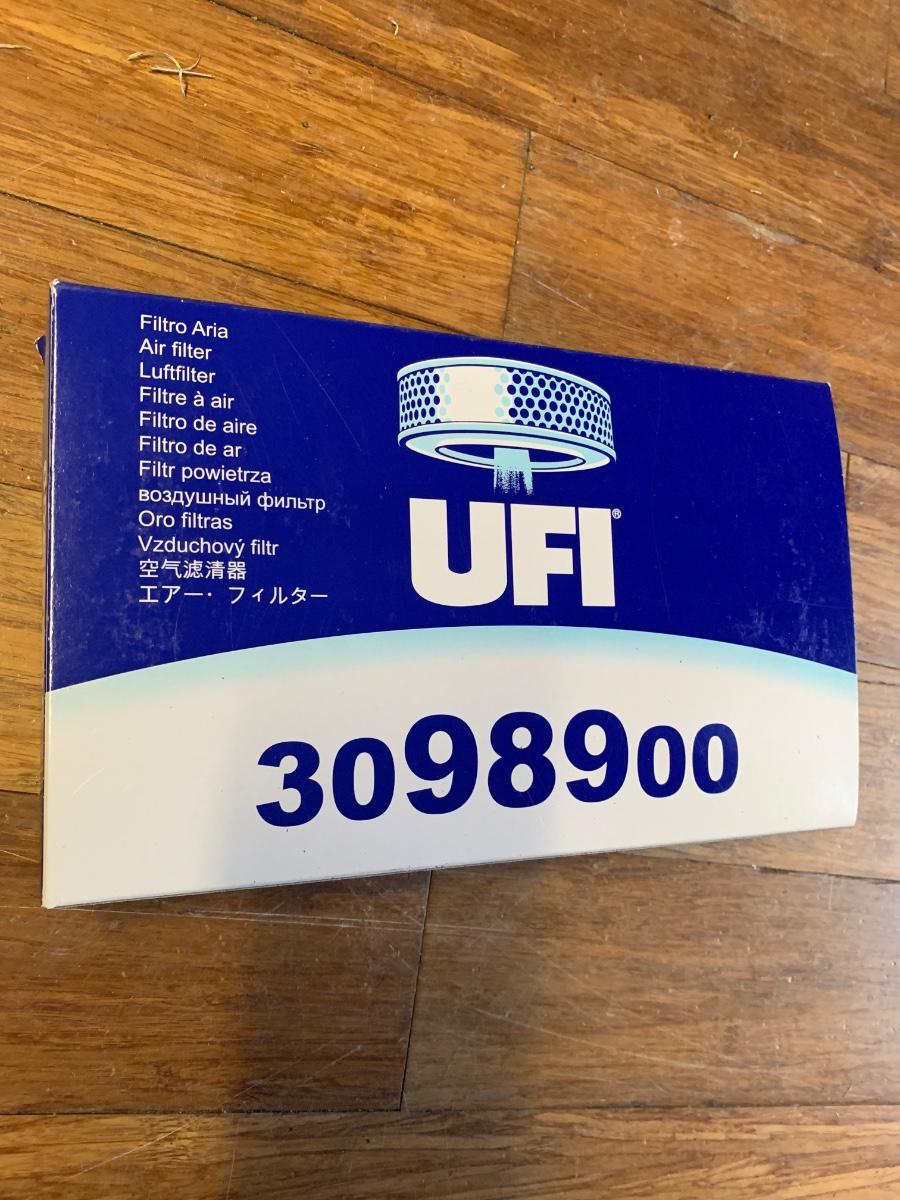 Filtro Aria
Air filter
Luftfilter
Filtre à air
Filtro de aire
Filtro de ar
Filtr powietrza
воздушный фильтр
Oro filtras
Vzduchový filtr
空气滤清器
エアー・フィルター
UFI®
3098900